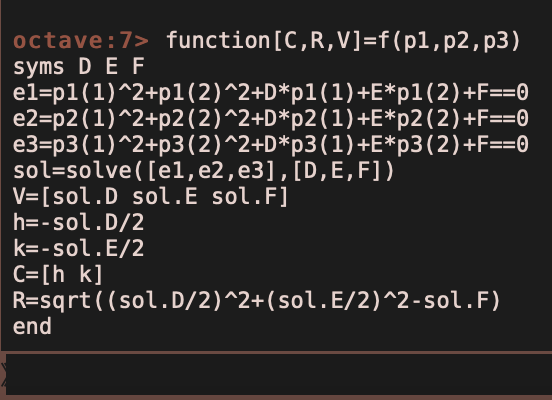 octave:7> function[C,R,V]=f(p1,p2,p3)
syms D E F
e1=p1(1)^2+p1(2)^2+D*p1(1)+E*p1(2)+F==0
e2=p2(1)^2+p2(2)^2+D*p2(1)+E*p2(2)+F==0
e3=p3(1)^2+p3(2)^2+D*p3(1)+E*p3(2)+F==0
sol=solve([e1,e2,e3],[D,E,F])
V=[sol.D sol.E sol.F]
h=-sol.D/2
k=-sol.E/2
C=[h k]
R=sqrt((sol.D/2)^2+(sol.E/2)^2-sol.F)
end